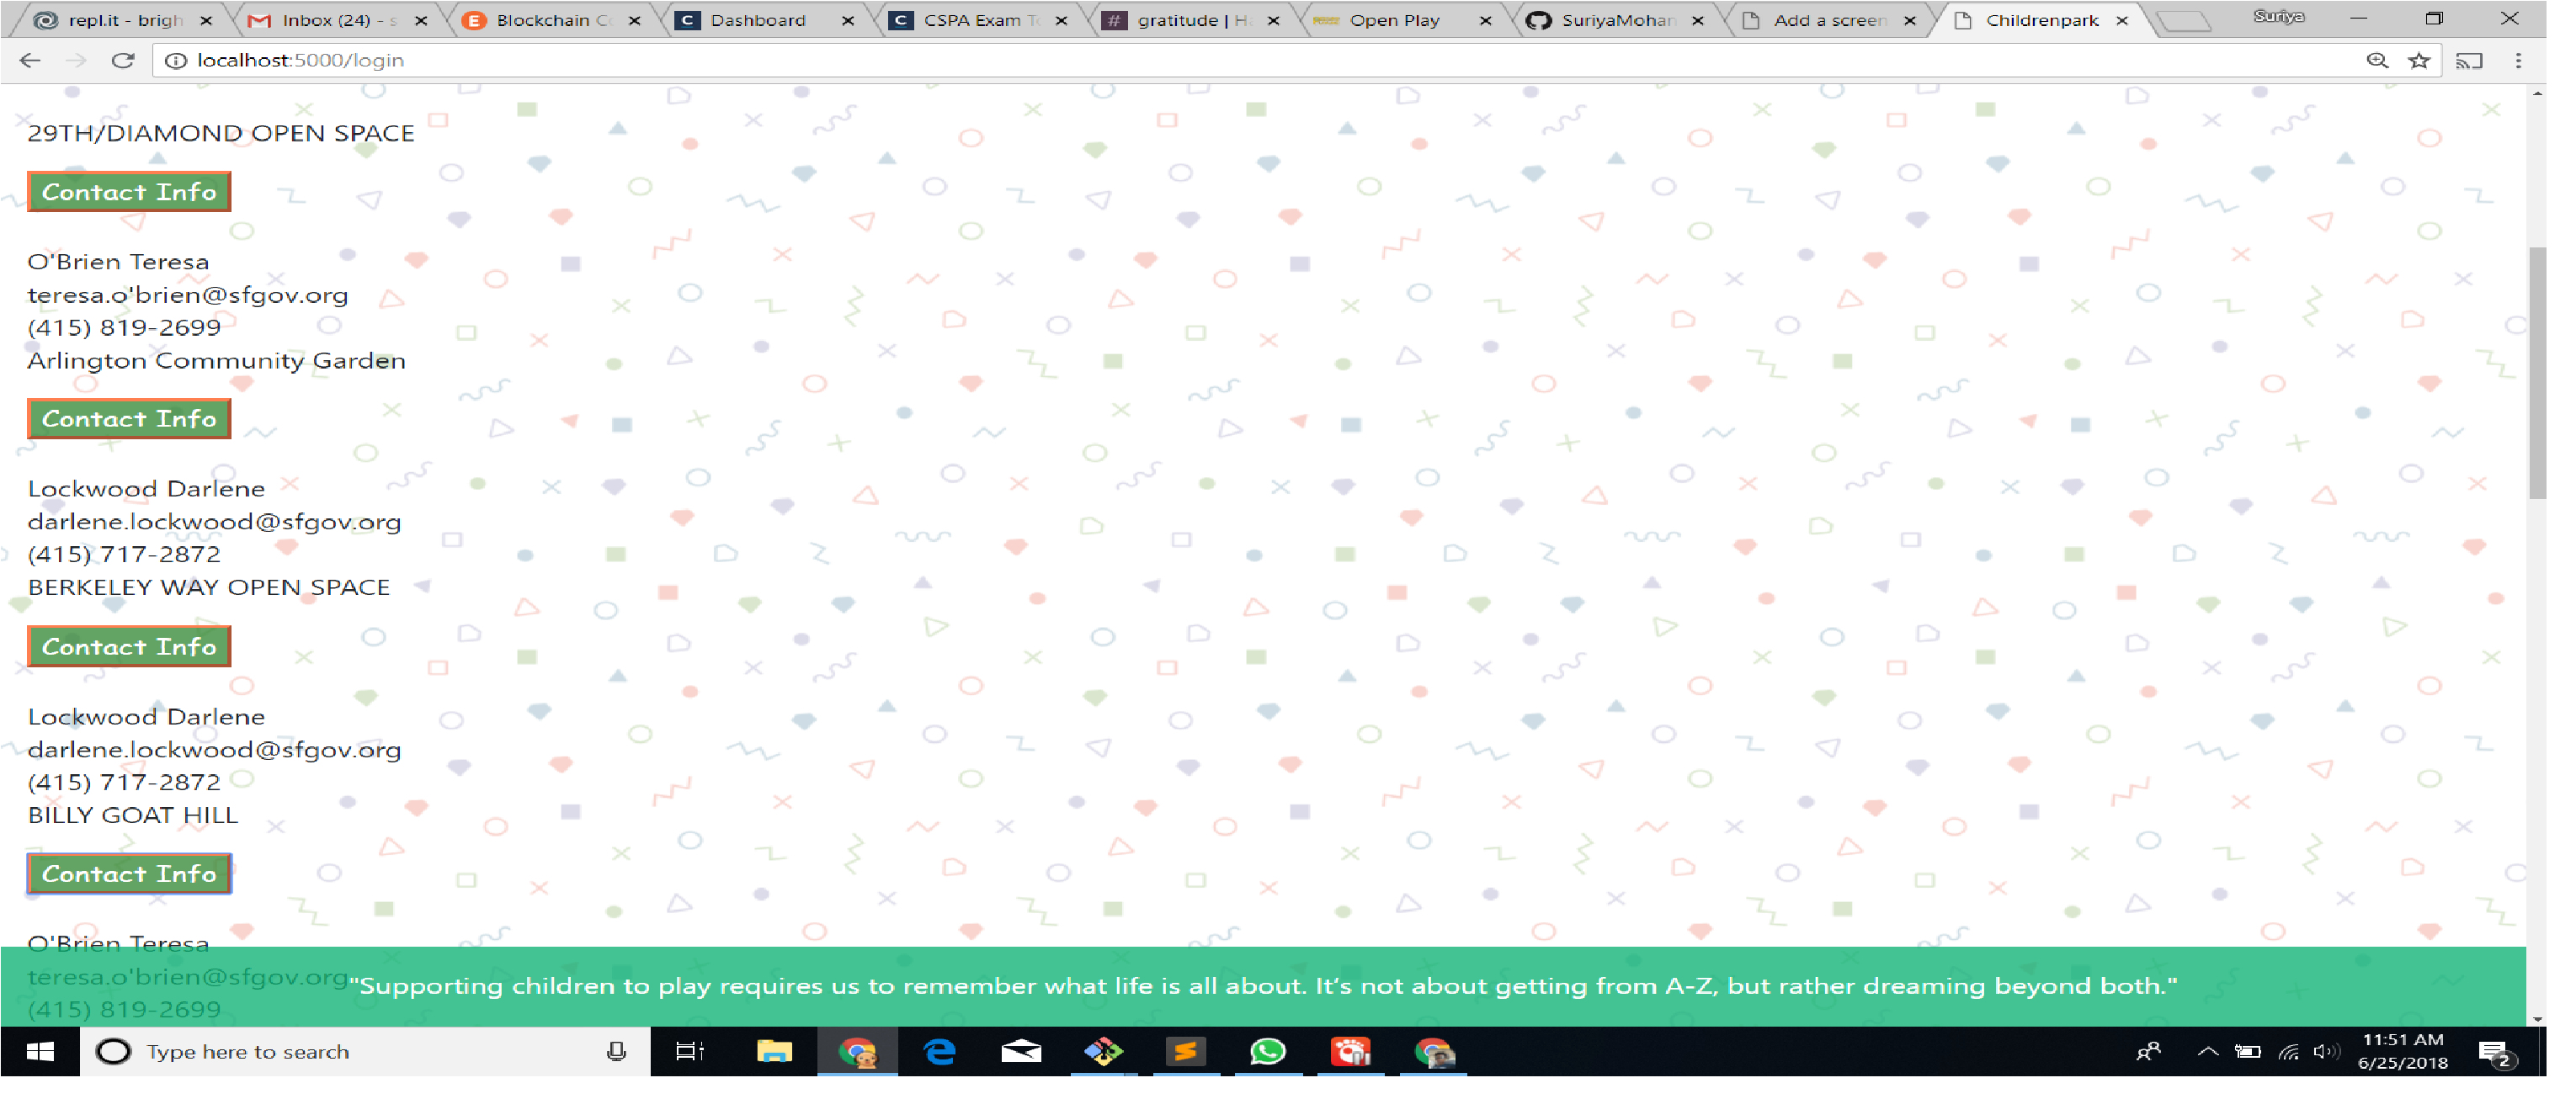 repl.it - brigh
Inbox (24) - s
Blockchain Co
Dashboard
CSPA Exam To
gratitude | Ha
Open Play
SuriyaMohan
Add a screen
Childrenpark
Suriya
localhost:5000/login
29TH/DIAMOND OPEN SPACE
Contact Info
O'Brien Teresa
teresa.o'brien@sfgov.org
(415) 819-2699
Arlington Community Garden
Contact Info
Lockwood Darlene
darlene.lockwood@sfgov.org
(415) 717-2872
BERKELEY WAY OPEN SPACE
Contact Info
Lockwood Darlene
darlene.lockwood@sfgov.org
(415) 717-2872
BILLY GOAT HILL
Contact Info
O'Brien Teresa
teresa.o'brien@sfgov.org
(415) 819-2699
"Supporting children to play requires us to remember what life is all about. It's not about getting from A-Z, but rather dreaming beyond both."
Type here to search
11:51 AM
6/25/2018
2